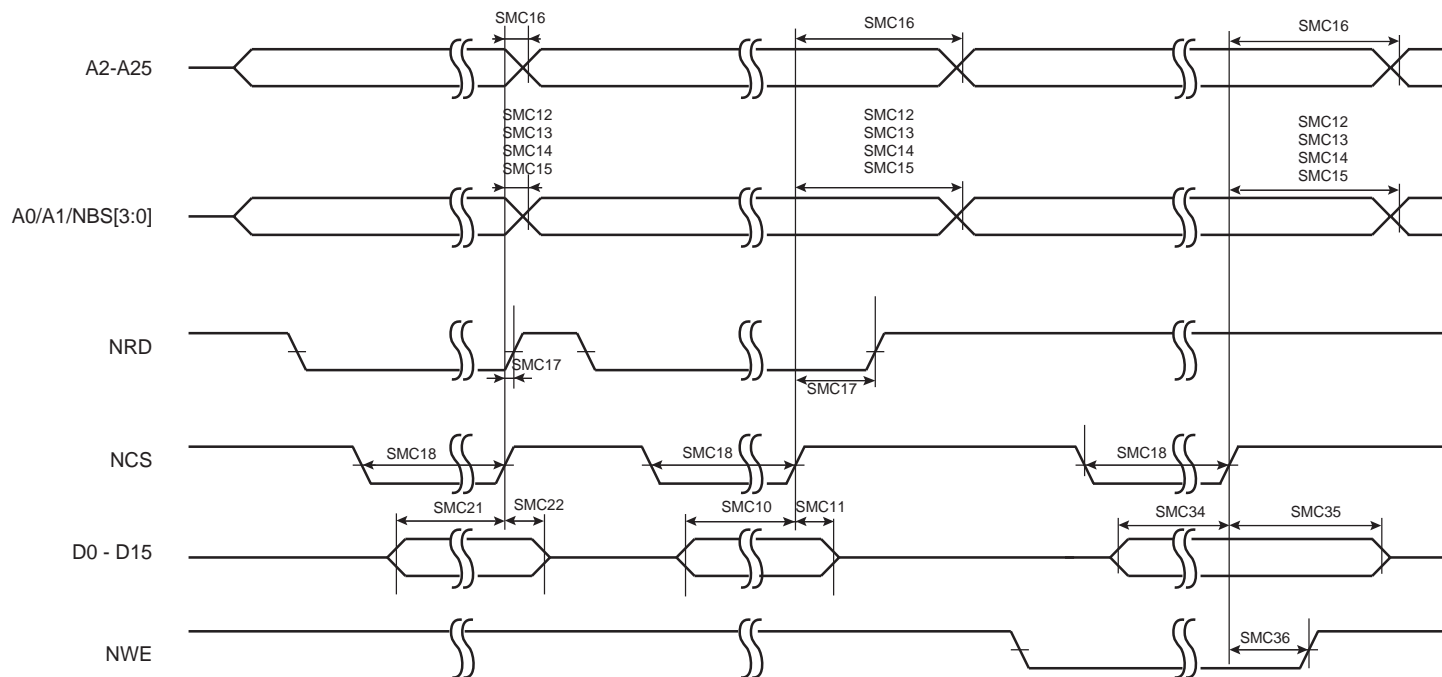 SMC16
SMC16
SMC16
A2-A25
SMC12
SMC13
SMC14
SMC15
SMC12
SMC13
SMC14
SMC15
SMC12
SMC13
SMC14
SMC15
A0/A1/NBS[3:0]
NRD
SMC17
SMC17
NCS
SMC18
SMC18
SMC18
SMC21
SMC22
SMC10
SMC11
SMC34
SMC35
D0 - D15
NWE
SMC36